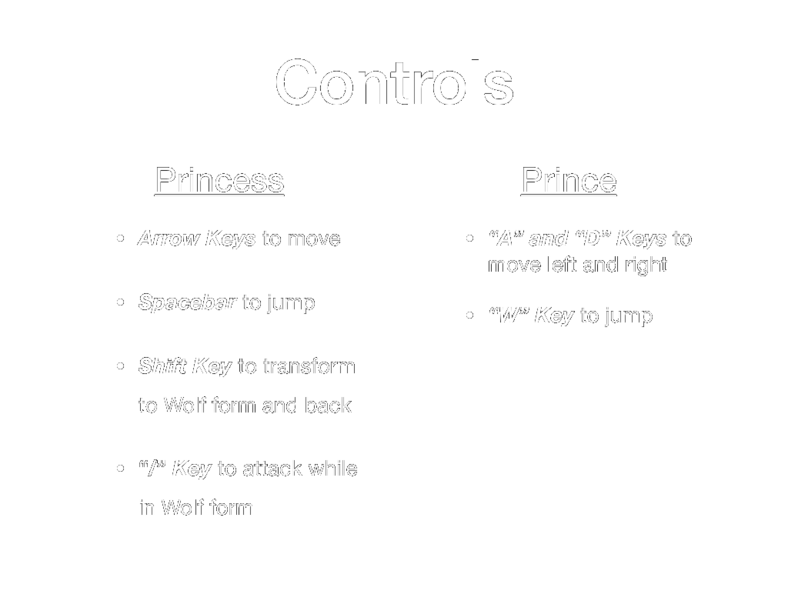 Controls
Princess
• Arrow Keys to move
• Spacebar to jump
• Shift Key to transform
to Wolf form and back
• "/" Key to attack while
in Wolf form
Prince
• "A" and "D" Keys to
move left and right
• "W" Key to jump